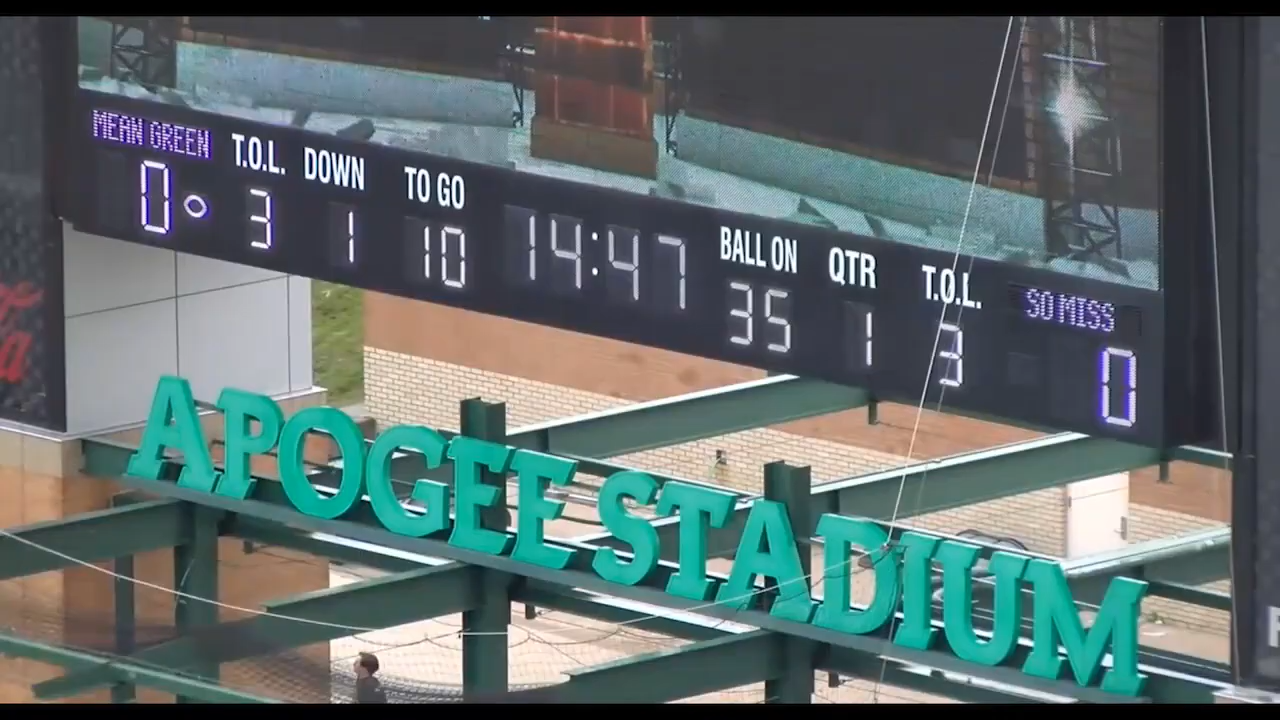 MEAN GREEN T.O.L. DOWN TO GO BALL ON QTR T.O.L. SO MISS
0 3 1 10 14:47 35 1 3 0
APOGEE STADIUM